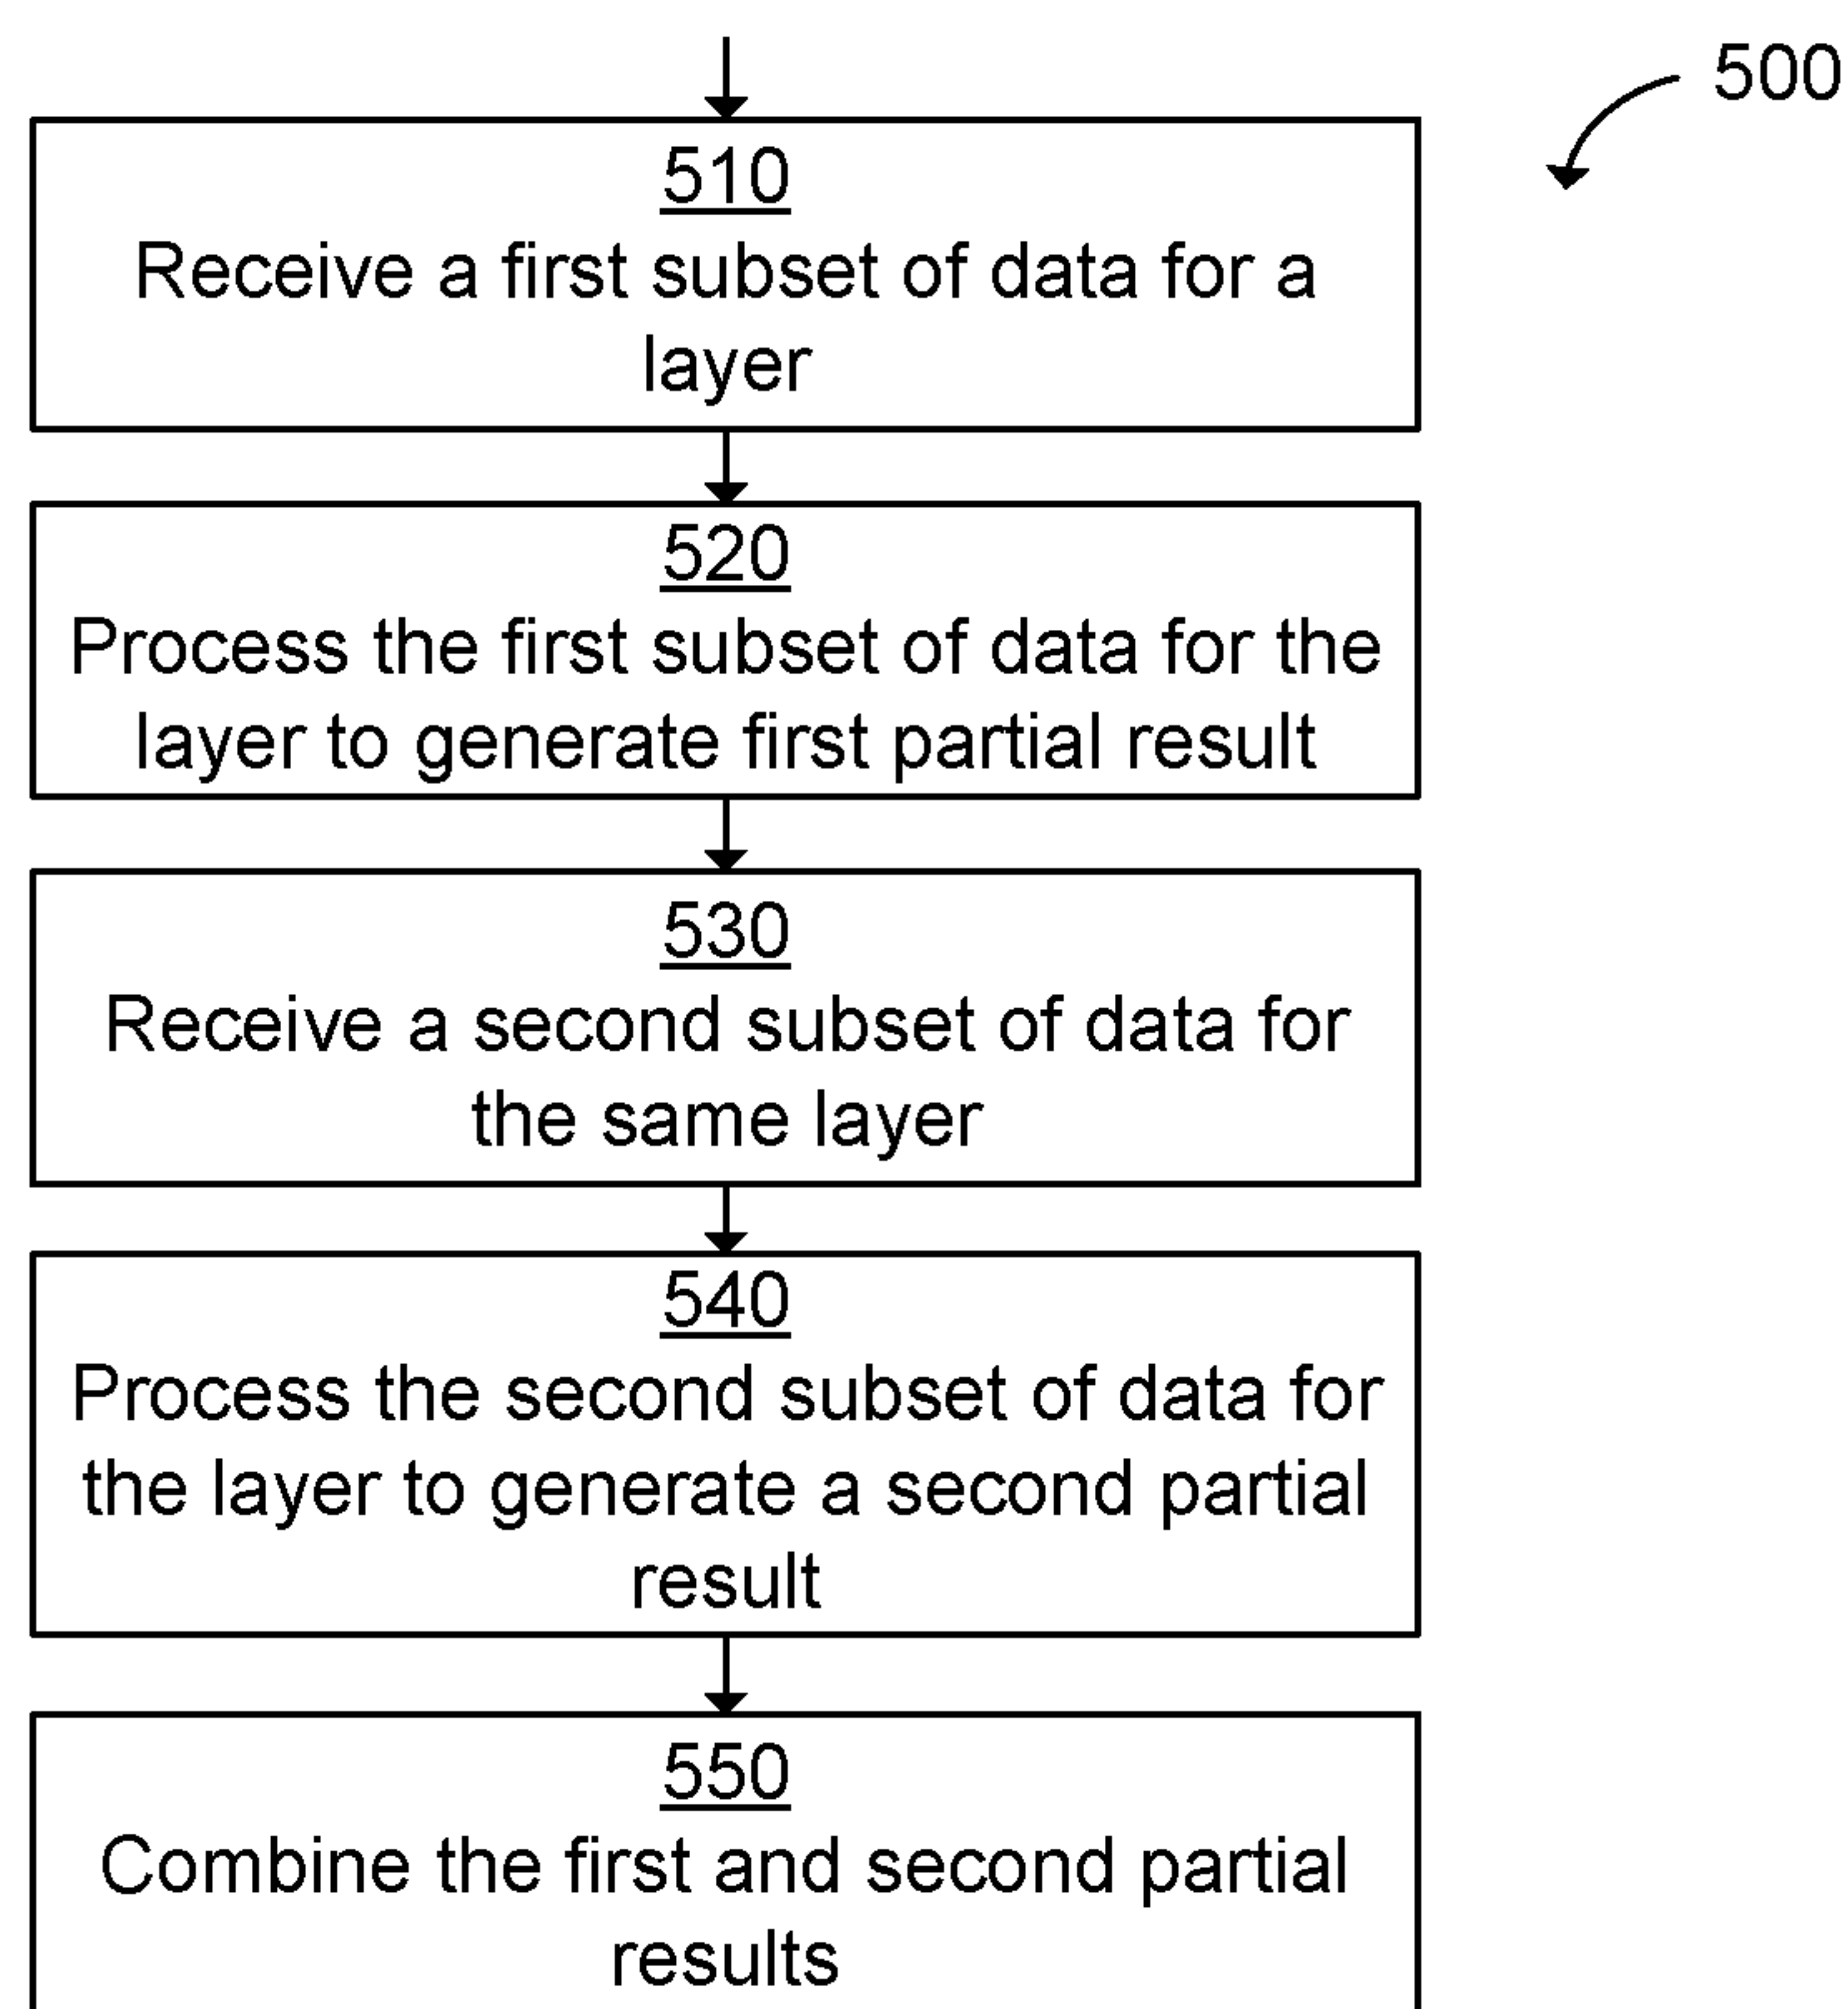 500
510
Receive a first subset of data for a
layer
520
Process the first subset of data for the
layer to generate first partial result
530
Receive a second subset of data for
the same layer
540
Process the second subset of data for
the layer to generate a second partial
result
550
Combine the first and second partial
results